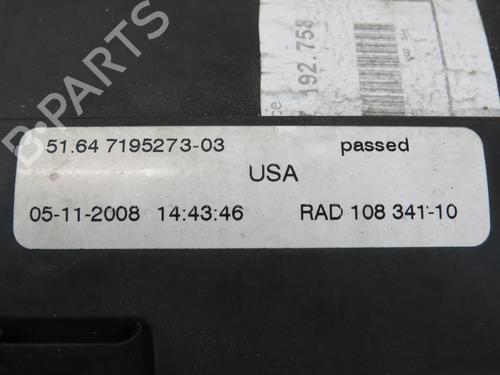 B-PARTS
192.758
51.64 7195273-03 passed
USA
05-11-2008 14:43:46 RAD 108 341-10